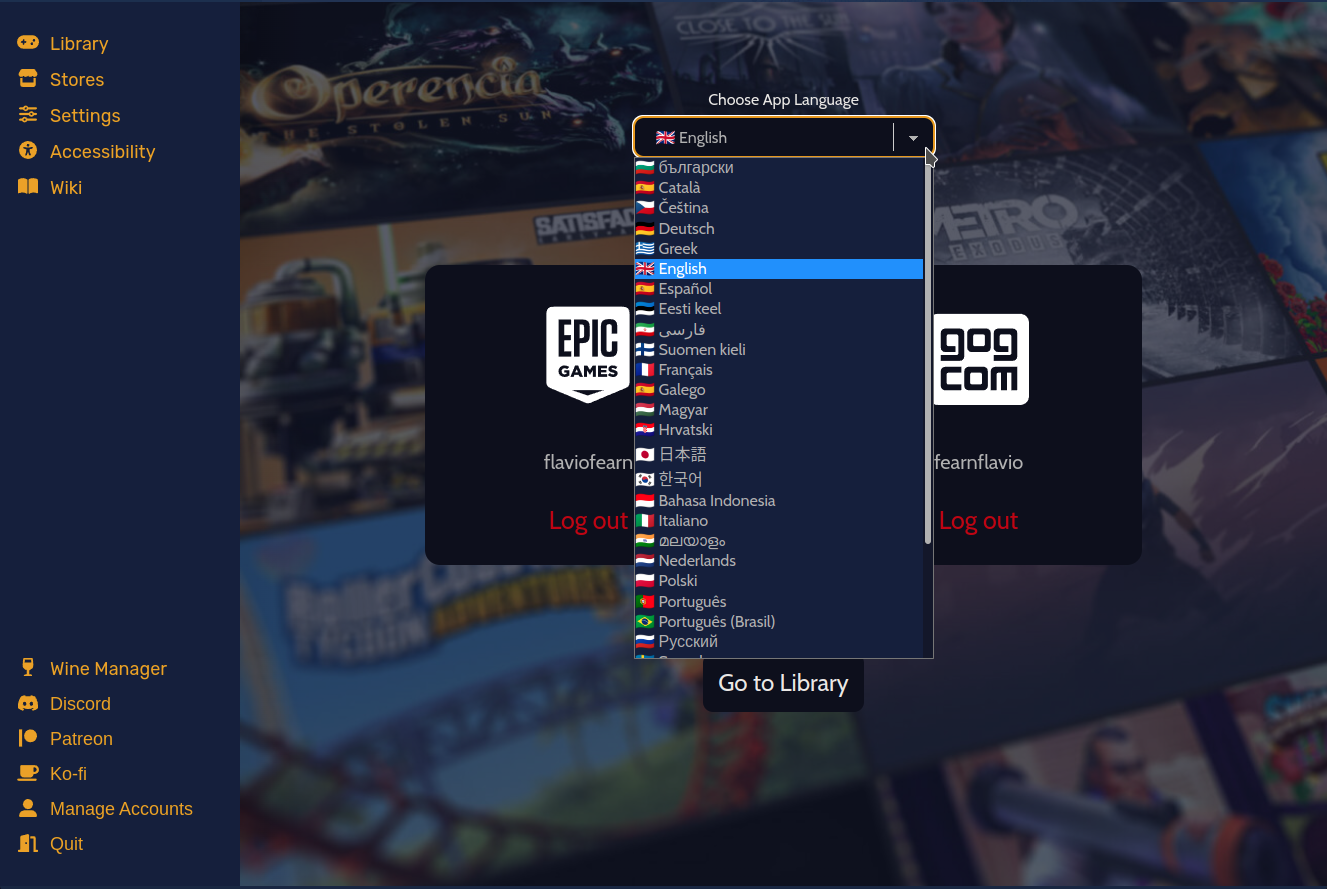 Library
Stores
Settings
Accessibility
Wiki
Wine Manager
Discord
Patreon
Ko-fi
Manage Accounts
Quit
Operencia
THE STOLEN SUN
CLOSE TO THE SUN
METRO
EXODUS
Choose App Language
English
български
Català
Čeština
Deutsch
Greek
English
Español
Eesti keel
فارسی
Suomen kieli
Français
Galego
Magyar
Hrvatski
日本語
한국어
Bahasa Indonesia
Italiano
മലയാളം
Nederlands
Polski
Português
Português (Brasil)
Русский
EPIC
GAMES
flaviofearn
Log out
gog
com
fearnflavio
Log out
ADVENTURES
Go to Library